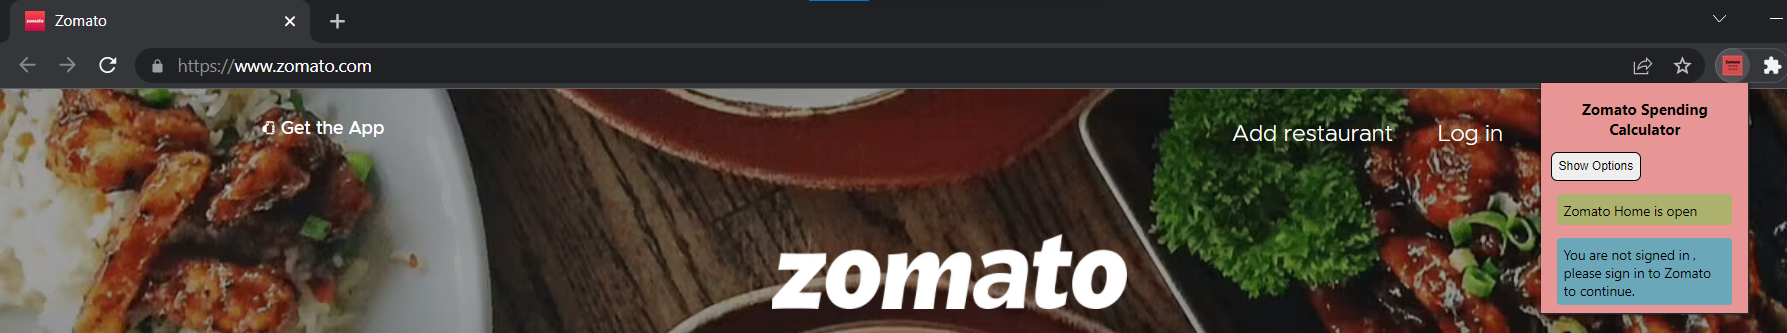 Zomato
https://www.zomato.com
Get the App
Add restaurant
Log in
zomato
Zomato Spending
Calculator
Show Options
Zomato Home is open
You are not signed in ,
please sign in to Zomato
to continue.